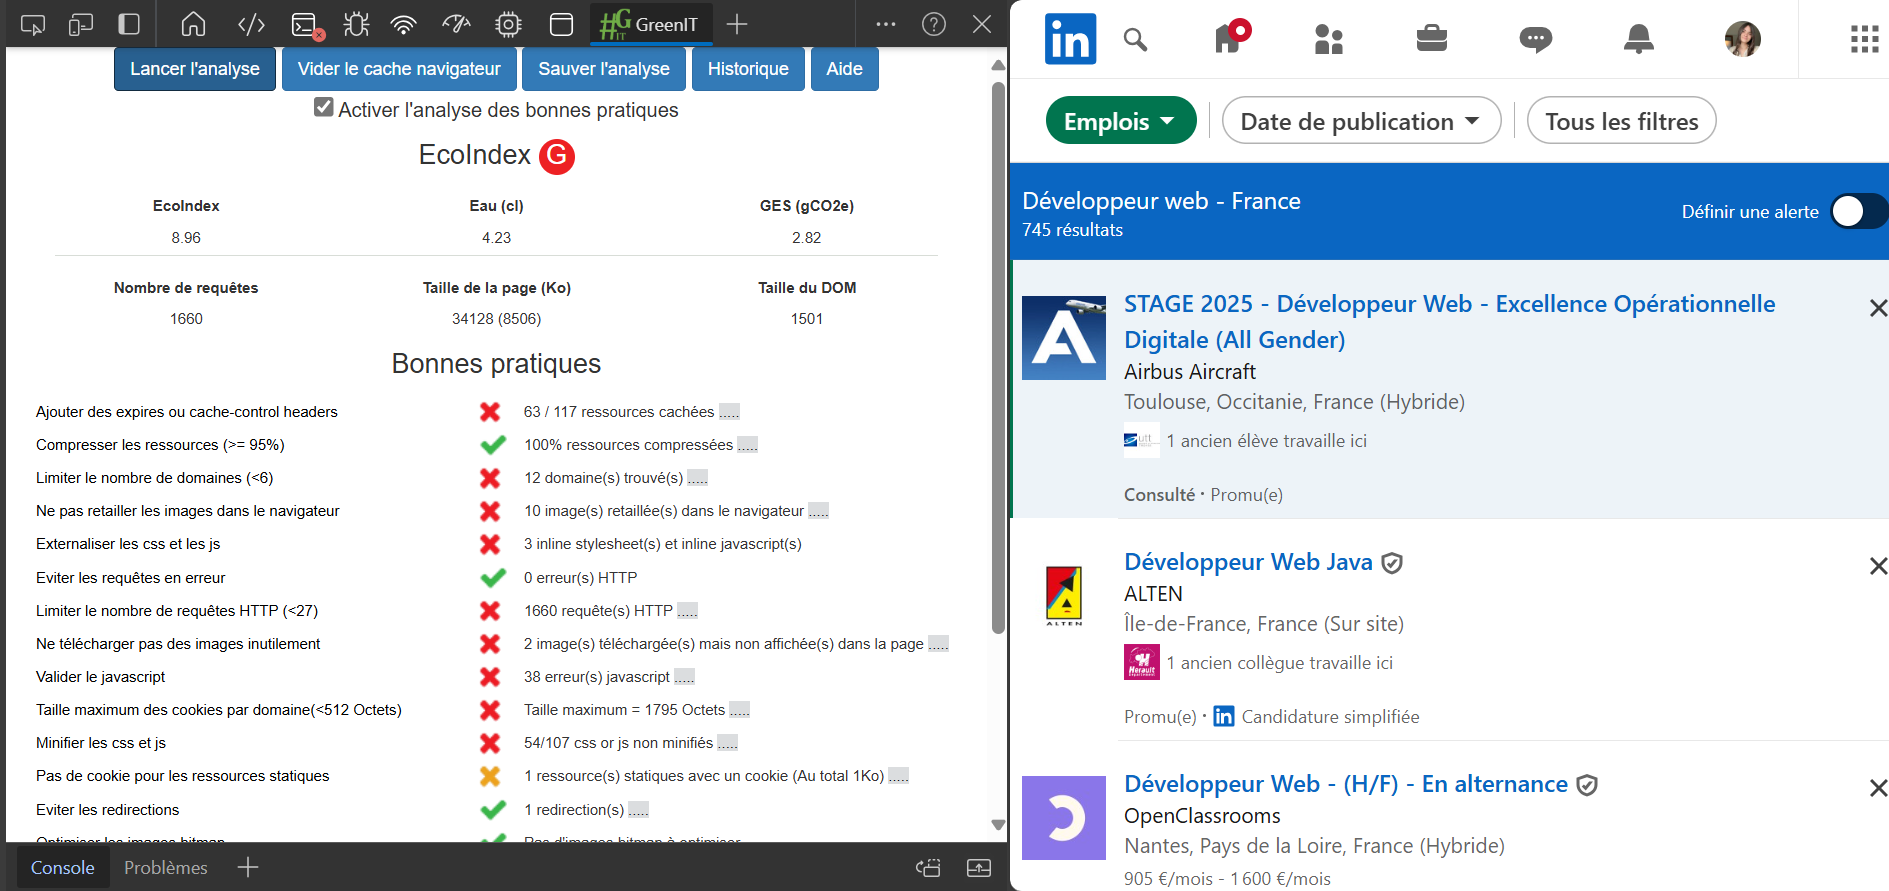 GreenIT
Lancer l'analyse
Vider le cache navigateur
Sauver l'analyse
Historique
Aide
Activer l'analyse des bonnes pratiques
EcoIndex G
EcoIndex
Eau (cl)
GES (gCO2e)
8.96
4.23
2.82
Nombre de requêtes
Taille de la page (Ko)
Taille du DOM
1660
34128 (8506)
1501
Bonnes pratiques
Ajouter des expires ou cache-control headers
63 / 117 ressources cachées .....
Compresser les ressources (>= 95%)
100% ressources compressées .....
Limiter le nombre de domaines (<6)
12 domaine(s) trouvé(s) .....
Ne pas retailler les images dans le navigateur
10 image(s) retaillée(s) dans le navigateur .....
Externaliser les css et les js
3 inline stylesheet(s) et inline javascript(s)
Eviter les requêtes en erreur
0 erreur(s) HTTP
Limiter le nombre de requêtes HTTP (<27)
1660 requête(s) HTTP .....
Ne télécharger pas des images inutilement
2 image(s) téléchargée(s) mais non affichée(s) dans la page .....
Valider le javascript
38 erreur(s) javascript .....
Taille maximum des cookies par domaine(<512 Octets)
Taille maximum = 1795 Octets .....
Minifier les css et js
54/107 css or js non minifiés .....
Pas de cookie pour les ressources statiques
1 ressource(s) statiques avec un cookie (Au total 1Ko) .....
Eviter les redirections
1 redirection(s) .....
Optimiser les images bitmap
Pas d'images bitmap à optimiser
Console
Problèmes
in
Emplois
Date de publication
Tous les filtres
Développeur web - France
745 résultats
Définir une alerte
STAGE 2025 - Développeur Web - Excellence Opérationnelle
Digitale (All Gender)
Airbus Aircraft
Toulouse, Occitanie, France (Hybride)
utt
1 ancien élève travaille ici
Consulté · Promu(e)
Développeur Web Java
ALTEN
ALTEN
Île-de-France, France (Sur site)
Hérault
1 ancien collègue travaille ici
Promu(e) · in Candidature simplifiée
Développeur Web - (H/F) - En alternance
OpenClassrooms
Nantes, Pays de la Loire, France (Hybride)
905 €/mois - 1 600 €/mois